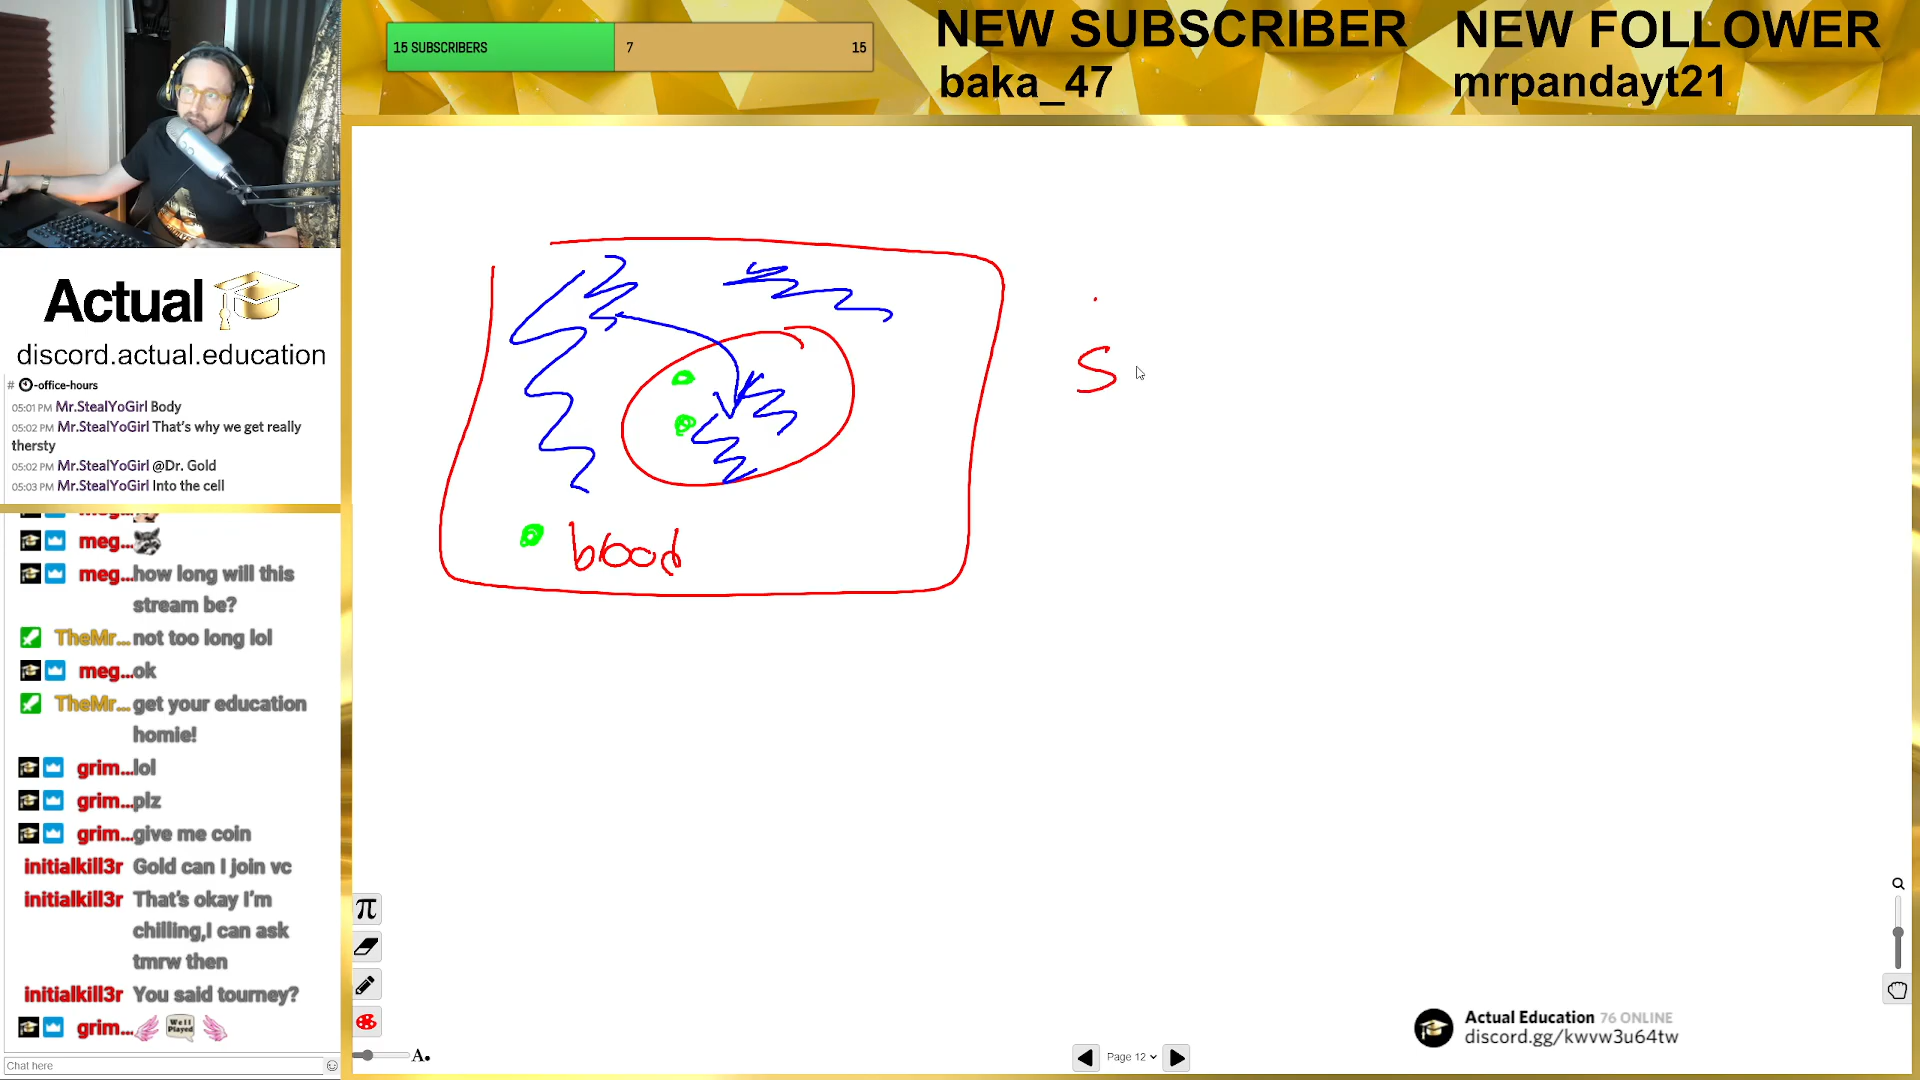 15 SUBSCRIBERS
7
15
NEW SUBSCRIBER
baka_47
NEW FOLLOWER
mrpandayt21
Actual
discord.actual.education
# -office-hours
05:01 PM Mr.StealYoGirl Body
05:02 PM Mr.StealYoGirl That's why we get really
thersty
05:02 PM Mr.StealYoGirl @Dr. Gold
05:03 PM Mr.StealYoGirl Into the cell
meg...
meg...how long will this
stream be?
TheMr...not too long lol
meg...ok
TheMr...get your education
homie!
grim...lol
grim...plz
grim...give me coin
initialkill3r Gold can I join vc
initialkill3r That's okay I'm
chilling,I can ask
tmrw then
initialkill3r You said tourney?
grim... Well Played
Chat here
blood
S
π
A.
Page 12
Actual Education 76 ONLINE
discord.gg/kwvw3u64tw